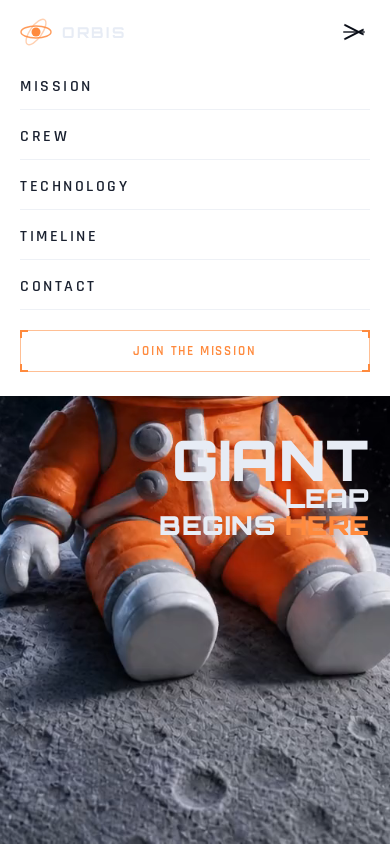 ORBIS
MISSION
CREW
TECHNOLOGY
TIMELINE
CONTACT
JOIN THE MISSION
GIANT
LEAP
BEGINS HERE